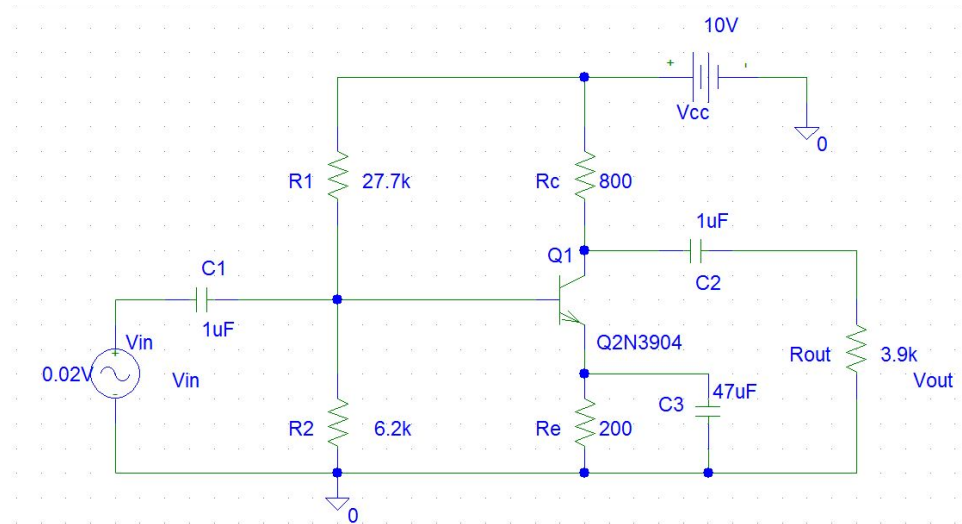 10V
+
-
Vcc
0
R1
27.7k
Rc
800
1uF
Q1
C2
C1
1uF
Q2N3904
Vin
+
0.02V
-
Vin
Rout
3.9k
Vout
47uF
C3
R2
6.2k
Re
200
0